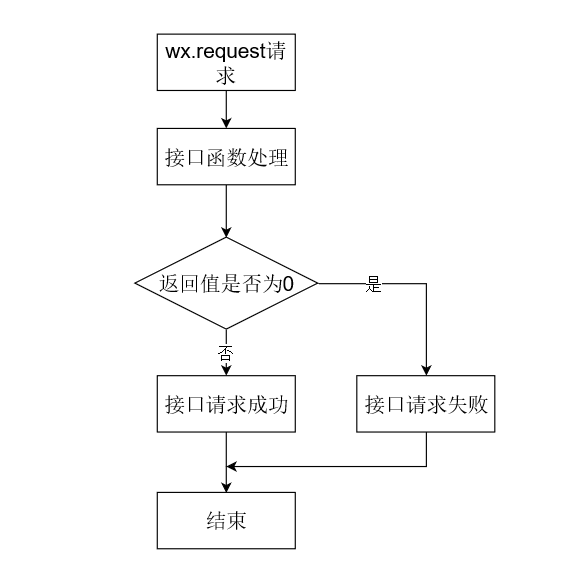 wx.request请
求
接口函数处理
返回值是否为0
是
否
接口请求成功
接口请求失败
结束